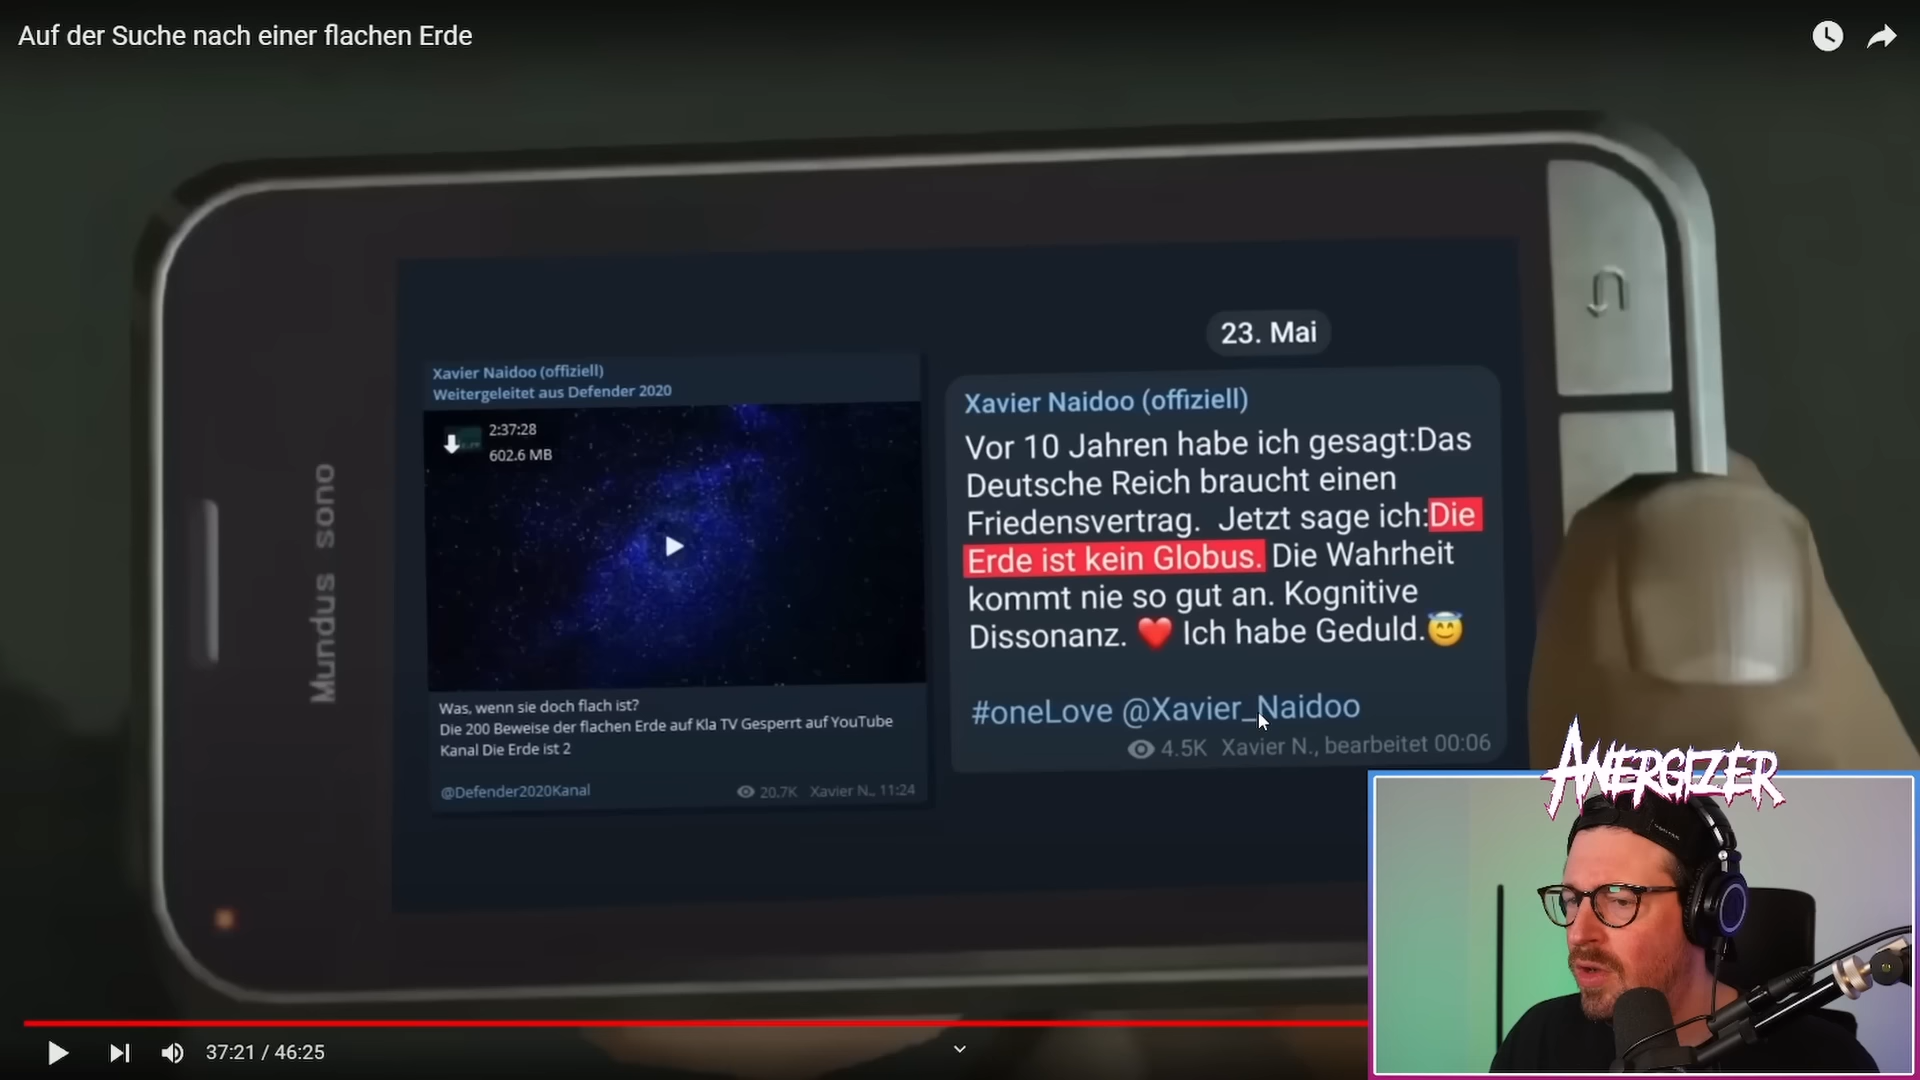 Auf der Suche nach einer flachen Erde
Mundus sono
Xavier Naidoo (offiziell)
Weitergeleitet aus Defender 2020
2:37:28
602.6 MB
Was, wenn sie doch flach ist?
Die 200 Beweise der flachen Erde auf Kla TV Gesperrt auf YouTube
Kanal Die Erde ist 2
@Defender2020Kanal
20.7K Xavier N., 11:24
23. Mai
Xavier Naidoo (offiziell)
Vor 10 Jahren habe ich gesagt:Das
Deutsche Reich braucht einen
Friedensvertrag. Jetzt sage ich:Die
Erde ist kein Globus. Die Wahrheit
kommt nie so gut an. Kognitive
Dissonanz. ❤️ Ich habe Geduld.😇
#oneLove @Xavier_Naidoo
4.5K Xavier N., bearbeitet 00:06
AWERGIZER
37:21 / 46:25